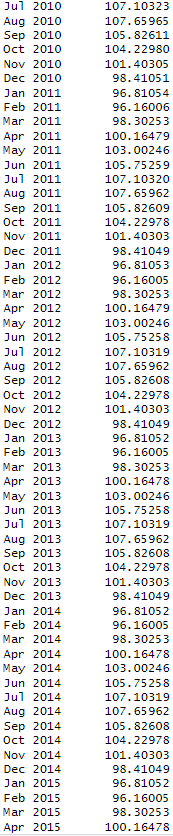 Jul 2010 107.10323
Aug 2010 107.65965
Sep 2010 105.82611
Oct 2010 104.22980
Nov 2010 101.40305
Dec 2010 98.41051
Jan 2011 96.81054
Feb 2011 96.16006
Mar 2011 98.30253
Apr 2011 100.16479
May 2011 103.00246
Jun 2011 105.75259
Jul 2011 107.10320
Aug 2011 107.65962
Sep 2011 105.82609
Oct 2011 104.22978
Nov 2011 101.40303
Dec 2011 98.41049
Jan 2012 96.81053
Feb 2012 96.16005
Mar 2012 98.30253
Apr 2012 100.16479
May 2012 103.00246
Jun 2012 105.75258
Jul 2012 107.10319
Aug 2012 107.65962
Sep 2012 105.82608
Oct 2012 104.22978
Nov 2012 101.40303
Dec 2012 98.41049
Jan 2013 96.81052
Feb 2013 96.16005
Mar 2013 98.30253
Apr 2013 100.16478
May 2013 103.00246
Jun 2013 105.75258
Jul 2013 107.10319
Aug 2013 107.65962
Sep 2013 105.82608
Oct 2013 104.22978
Nov 2013 101.40303
Dec 2013 98.41049
Jan 2014 96.81052
Feb 2014 96.16005
Mar 2014 98.30253
Apr 2014 100.16478
May 2014 103.00246
Jun 2014 105.75258
Jul 2014 107.10319
Aug 2014 107.65962
Sep 2014 105.82608
Oct 2014 104.22978
Nov 2014 101.40303
Dec 2014 98.41049
Jan 2015 96.81052
Feb 2015 96.16005
Mar 2015 98.30253
Apr 2015 100.16478